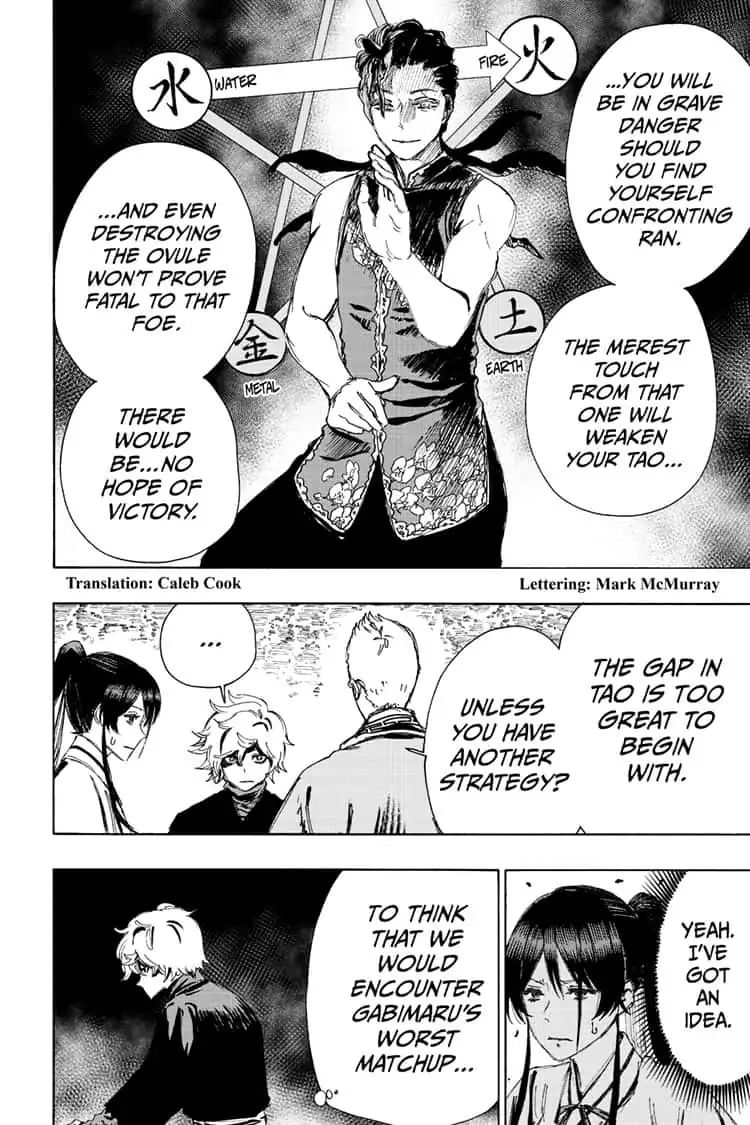 水
WATER
FIRE
火
...YOU WILL
BE IN GRAVE
DANGER
SHOULD
YOU FIND
YOURSELF
CONFRONTING
RAN.
THE MEREST
TOUCH
FROM THAT
ONE WILL
WEAKEN
YOUR TAO...
土
EARTH
...AND EVEN
DESTROYING
THE OVULE
WON'T PROVE
FATAL TO THAT
FOE.
金
METAL
THERE
WOULD
BE...NO
HOPE OF
VICTORY.
Translation: Caleb Cook
Lettering: Mark McMurray
THE GAP IN
TAO IS TOO
GREAT TO
BEGIN
WITH.
UNLESS
YOU HAVE
ANOTHER
STRATEGY?
...
YEAH.
I'VE
GOT
AN
IDEA.
TO THINK
THAT WE
WOULD
ENCOUNTER
GABIMARU'S
WORST
MATCHUP...